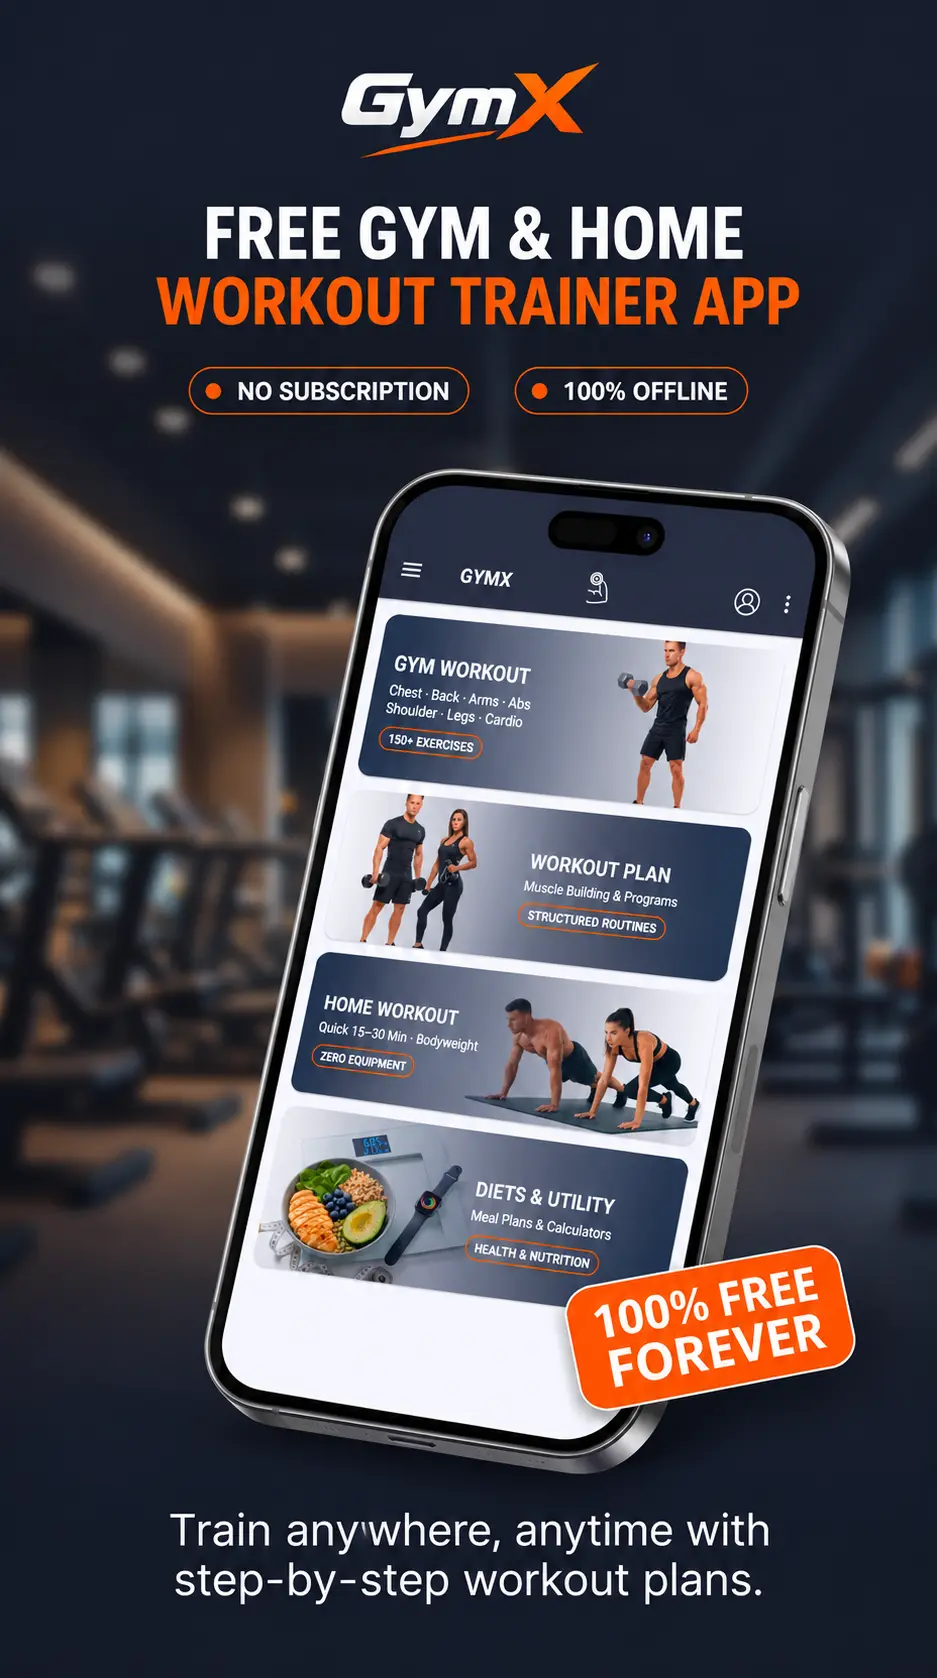 GymX
FREE GYM & HOME
WORKOUT TRAINER APP
NO SUBSCRIPTION
100% OFFLINE
GYMX
GYM WORKOUT
Chest · Back · Arms · Abs
Shoulder · Legs · Cardio
150+ EXERCISES
WORKOUT PLAN
Muscle Building & Programs
STRUCTURED ROUTINES
HOME WORKOUT
Quick 15–30 Min · Bodyweight
ZERO EQUIPMENT
DIETS & UTILITY
Meal Plans & Calculators
HEALTH & NUTRITION
100% FREE
FOREVER
Train anywhere, anytime with
step-by-step workout plans.